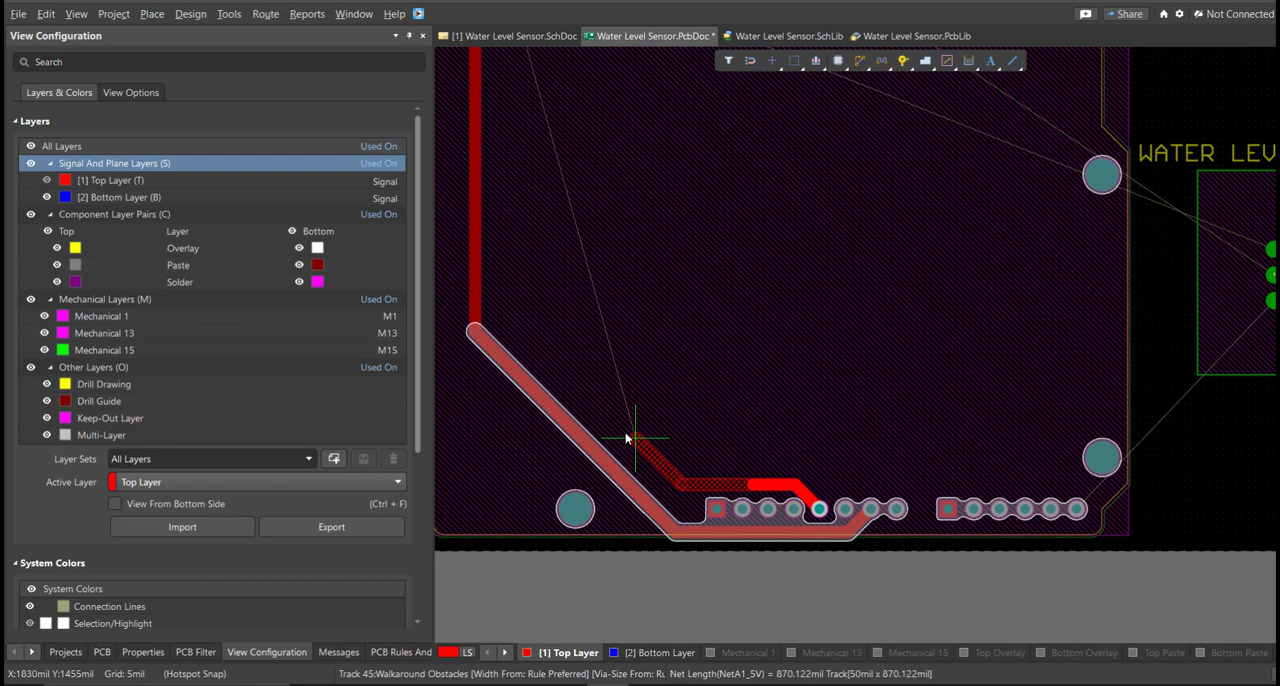 File Edit View Project Place Design Tools Route Reports Window Help Share Not Connected
View Configuration
[1] Water Level Sensor.SchDoc Water Level Sensor.PcbDoc * Water Level Sensor.SchLib Water Level Sensor.PcbLib
Search
Layers & Colors View Options
Layers
All Layers Used On
Signal And Plane Layers (S) Used On
[1] Top Layer (T) Signal
[2] Bottom Layer (B) Signal
Component Layer Pairs (C) Used On
Top Layer Bottom
Overlay
Paste
Solder
Mechanical Layers (M) Used On
Mechanical 1 M1
Mechanical 13 M13
Mechanical 15 M15
Other Layers (O) Used On
Drill Drawing
Drill Guide
Keep-Out Layer
Multi-Layer
Layer Sets All Layers
Active Layer Top Layer
View From Bottom Side (Ctrl + F)
Import Export
System Colors
System Colors
Connection Lines
Selection/Highlight
WATER LEV
Projects PCB Properties PCB Filter View Configuration Messages PCB Rules And LS [1] Top Layer [2] Bottom Layer Mechanical 1 Mechanical 13 Mechanical 15 Top Overlay Bottom Overlay Top Paste Bottom Paste
X:1830mil Y:1455mil Grid: 5mil (Hotspot Snap) Track 45:Walkaround Obstacles [Width From: Rule Preferred] [Via-Size From: Ru Net Length(NetA1_5V) = 870.122mil Track[50mil x 870.122mil]